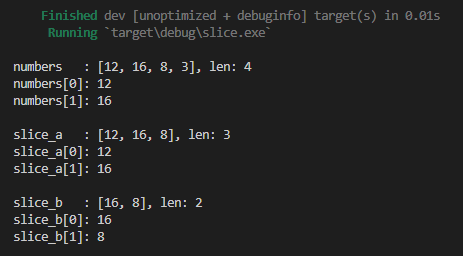 Finished dev [unoptimized + debuginfo] target(s) in 0.01s
Running `target\debug\slice.exe`
numbers   : [12, 16, 8, 3], len: 4
numbers[0]: 12
numbers[1]: 16
slice_a   : [12, 16, 8], len: 3
slice_a[0]: 12
slice_a[1]: 16
slice_b   : [16, 8], len: 2
slice_b[0]: 16
slice_b[1]: 8